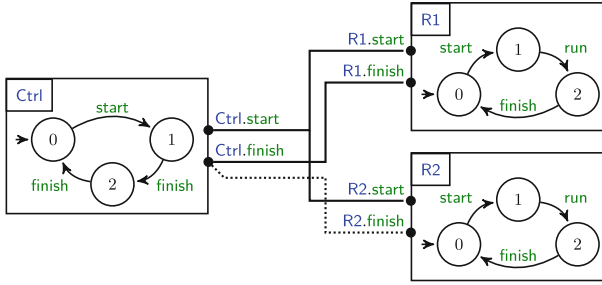 Ctrl
start
0
1
2
finish
finish
Ctrl.start
Ctrl.finish
R1.start
R1.finish
R2.start
R2.finish
R1
start
1
run
0
2
finish
R2
start
1
run
0
2
finish